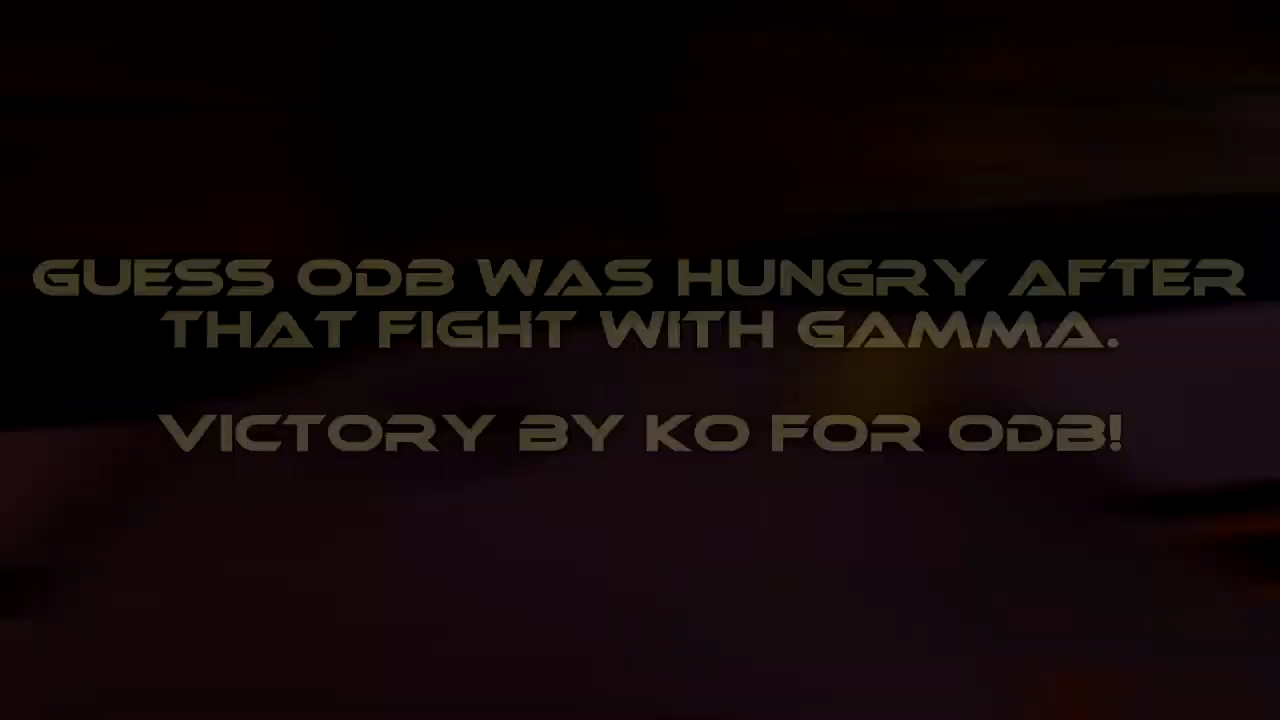 GUESS ODB WAS HUNGRY AFTER
THAT FIGHT WITH GAMMA.
VICTORY BY KO FOR ODB!